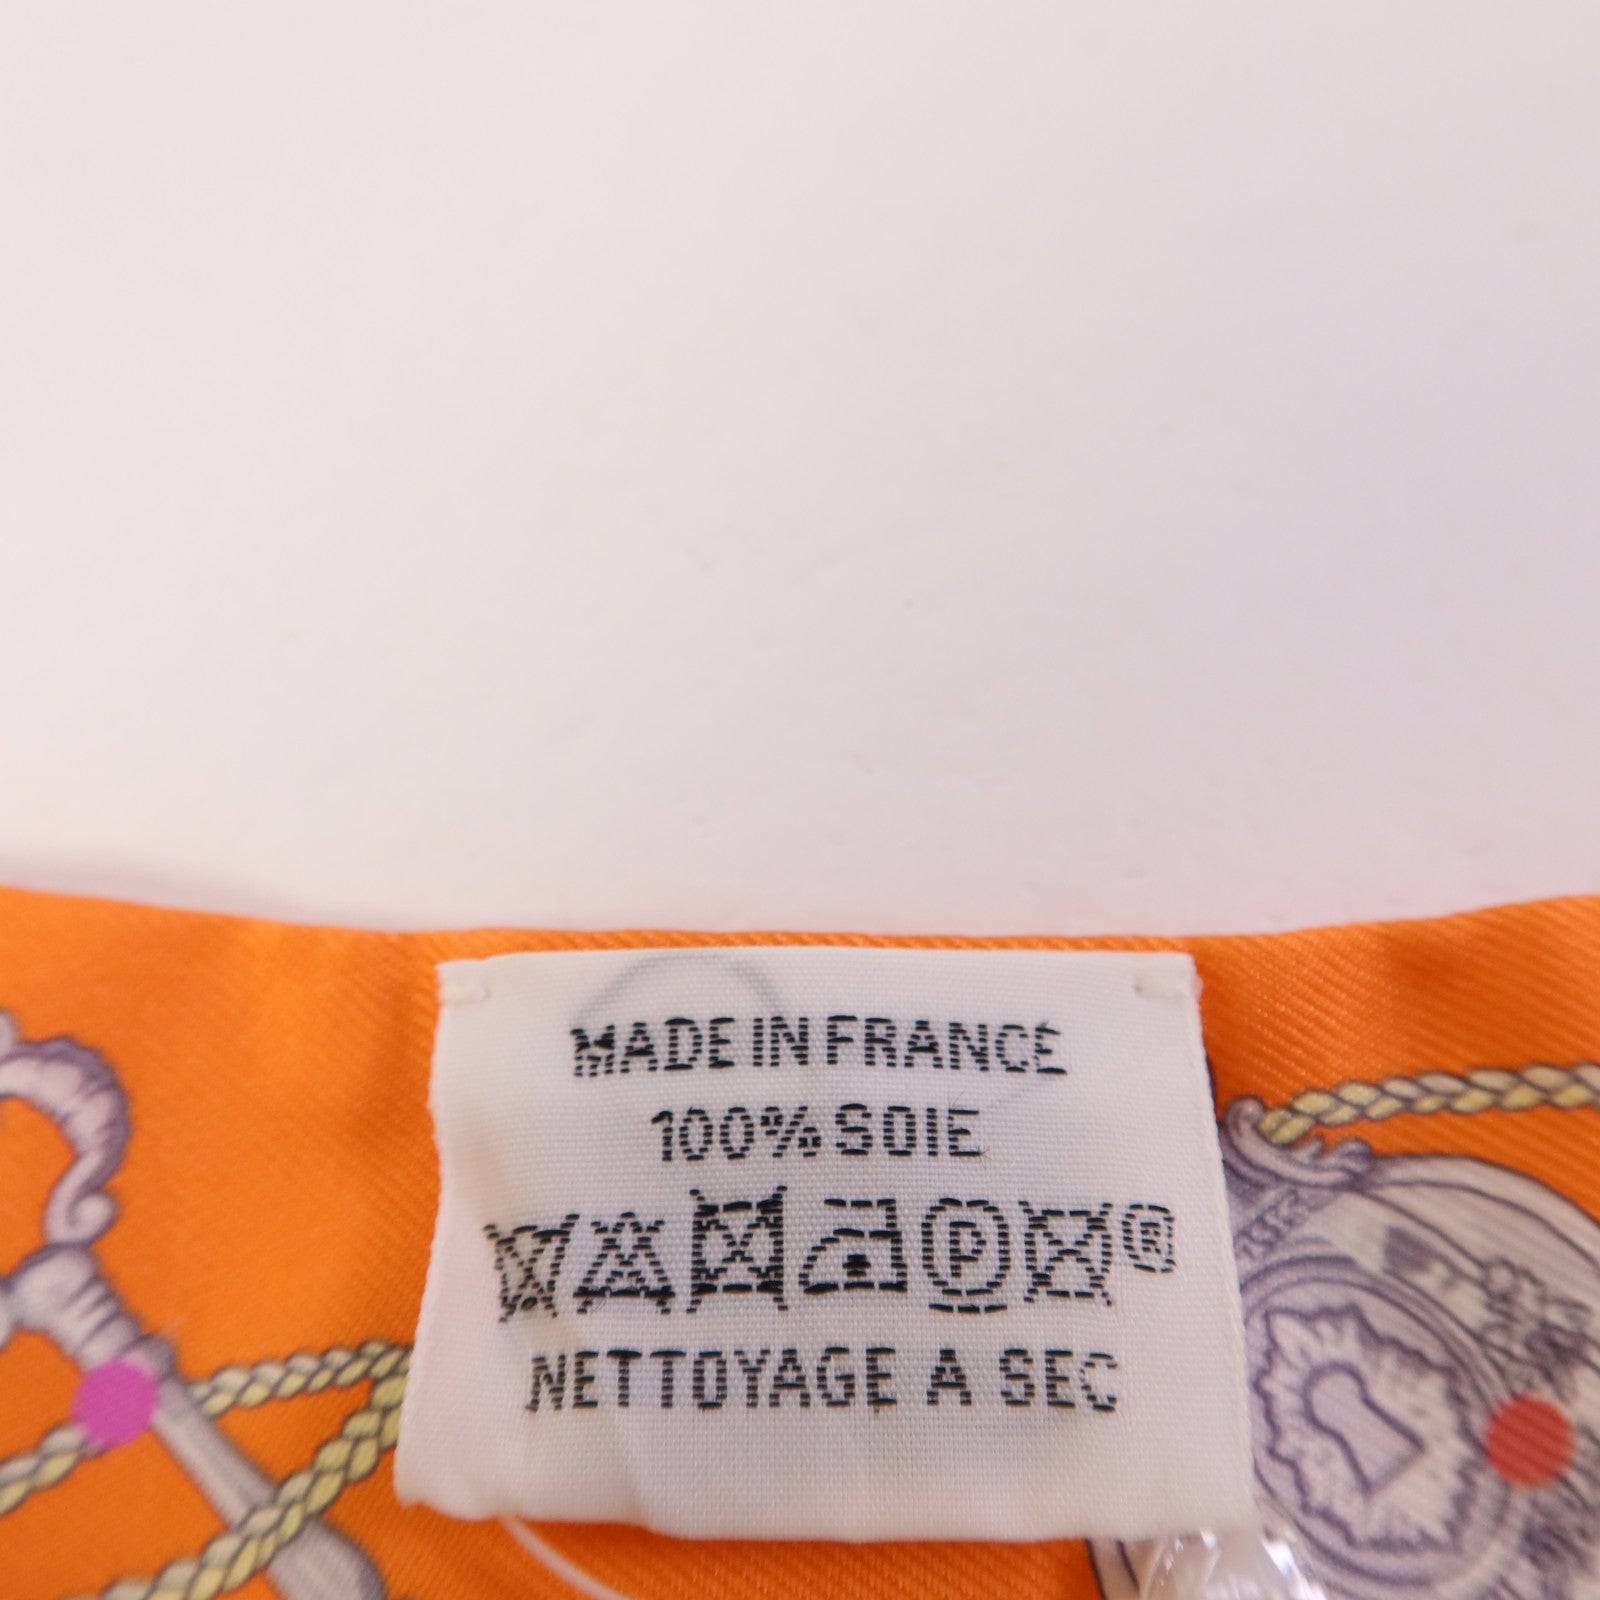 MADE IN FRANCE
100% SOIE
P ®
NETTOYAGE A SEC